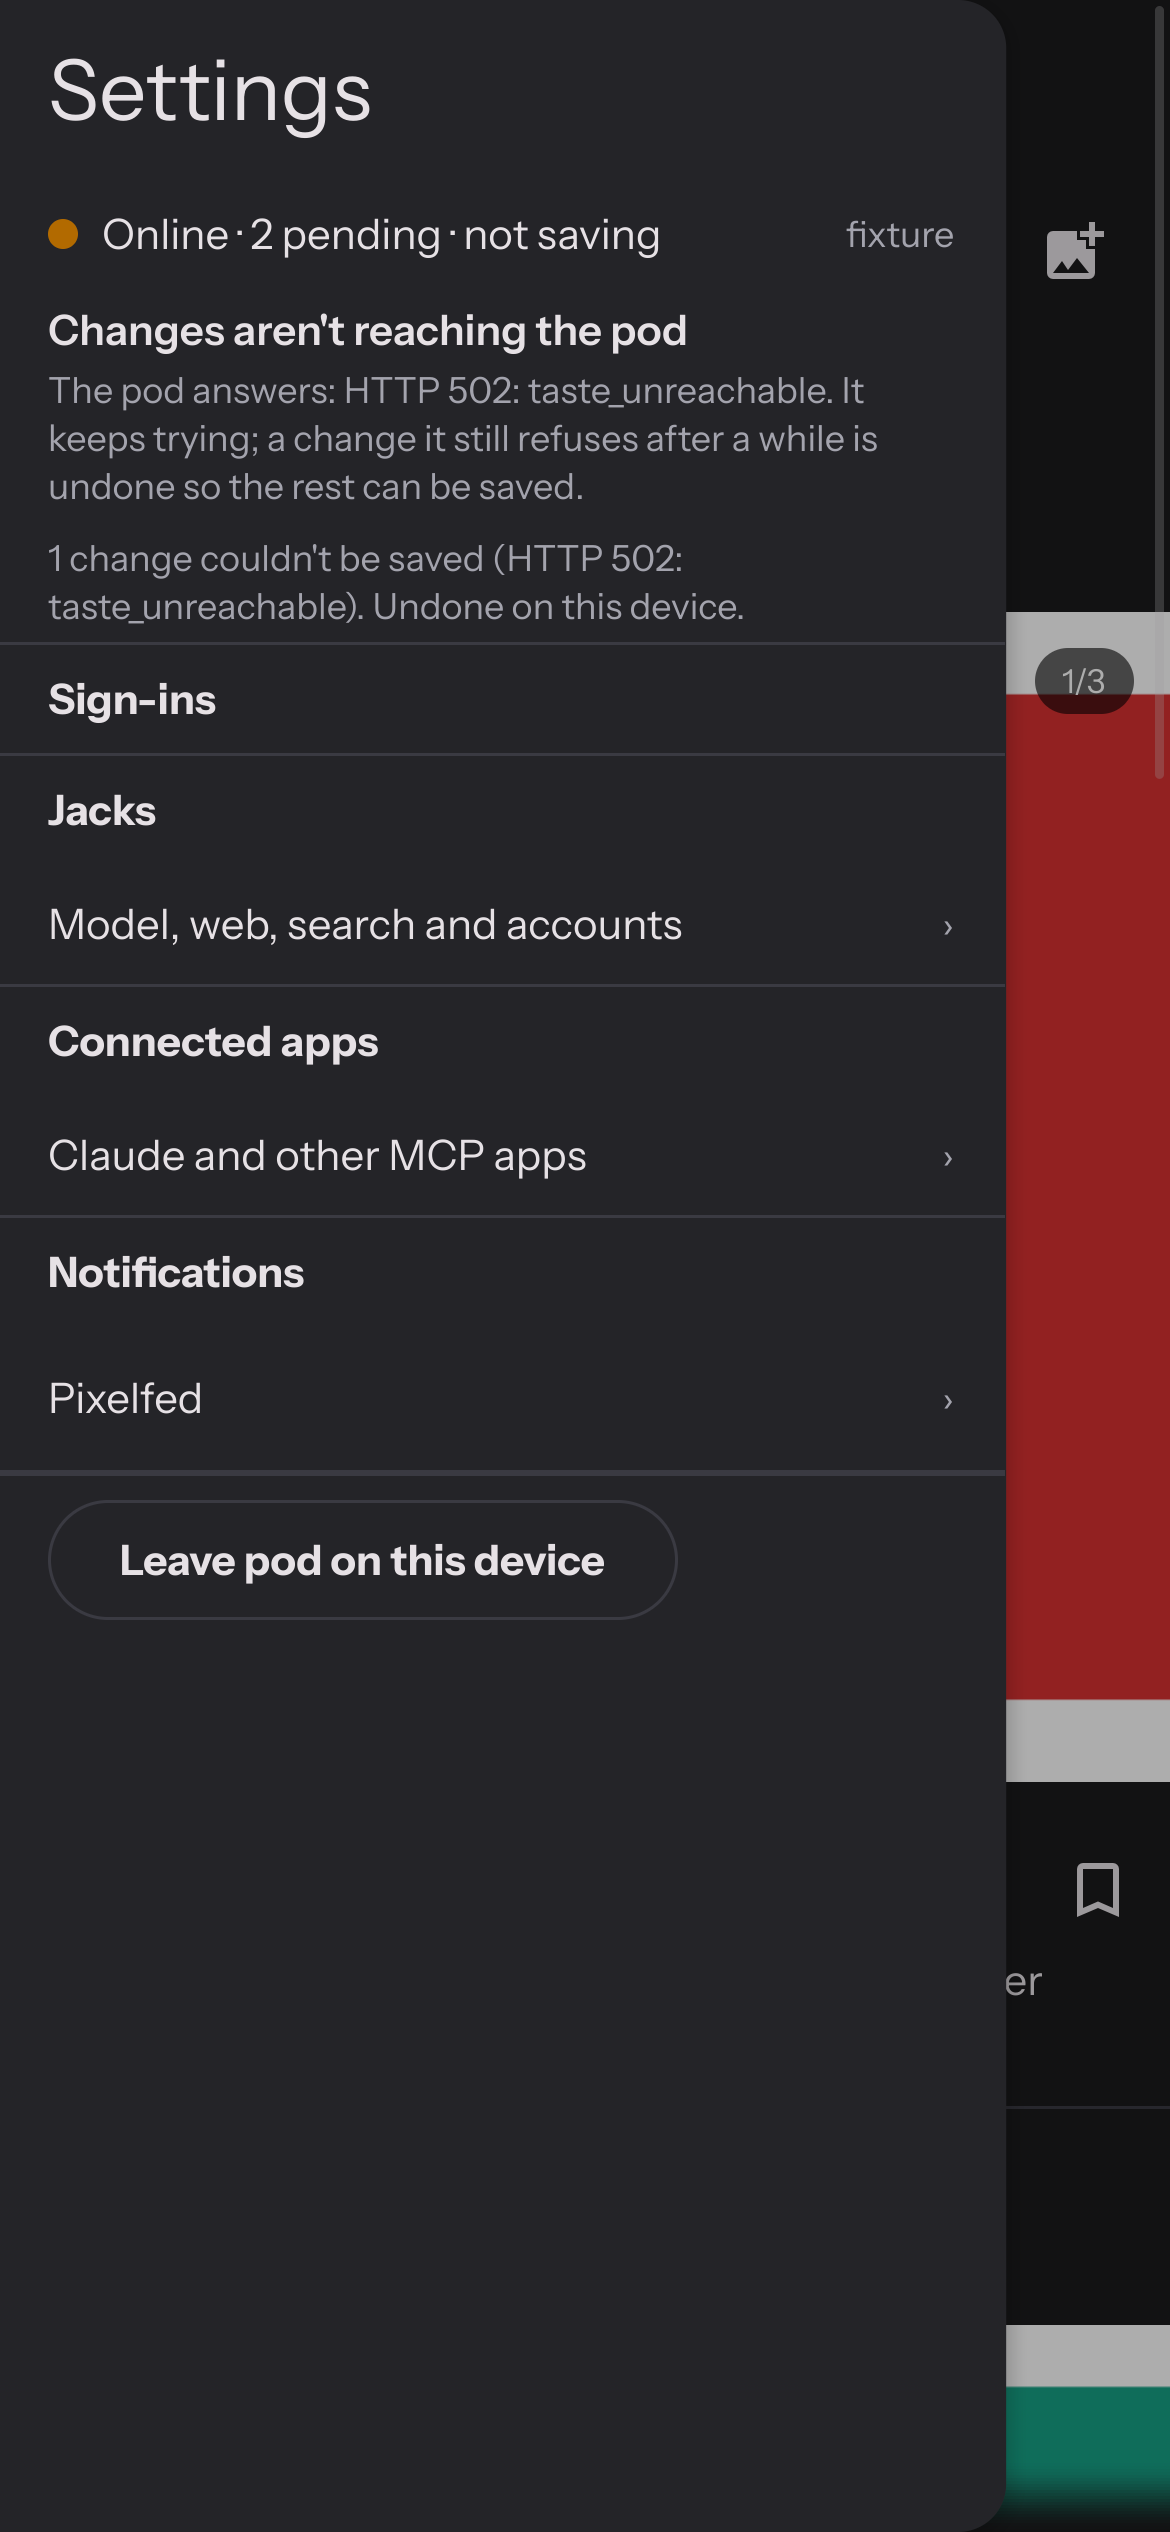 Settings
Online · 2 pending · not saving
fixture
Changes aren't reaching the pod
The pod answers: HTTP 502: taste_unreachable. It
keeps trying; a change it still refuses after a while is
undone so the rest can be saved.
1 change couldn't be saved (HTTP 502:
taste_unreachable). Undone on this device.
1/3
Sign-ins
Jacks
Model, web, search and accounts
Connected apps
Claude and other MCP apps
Notifications
Pixelfed
Leave pod on this device
er